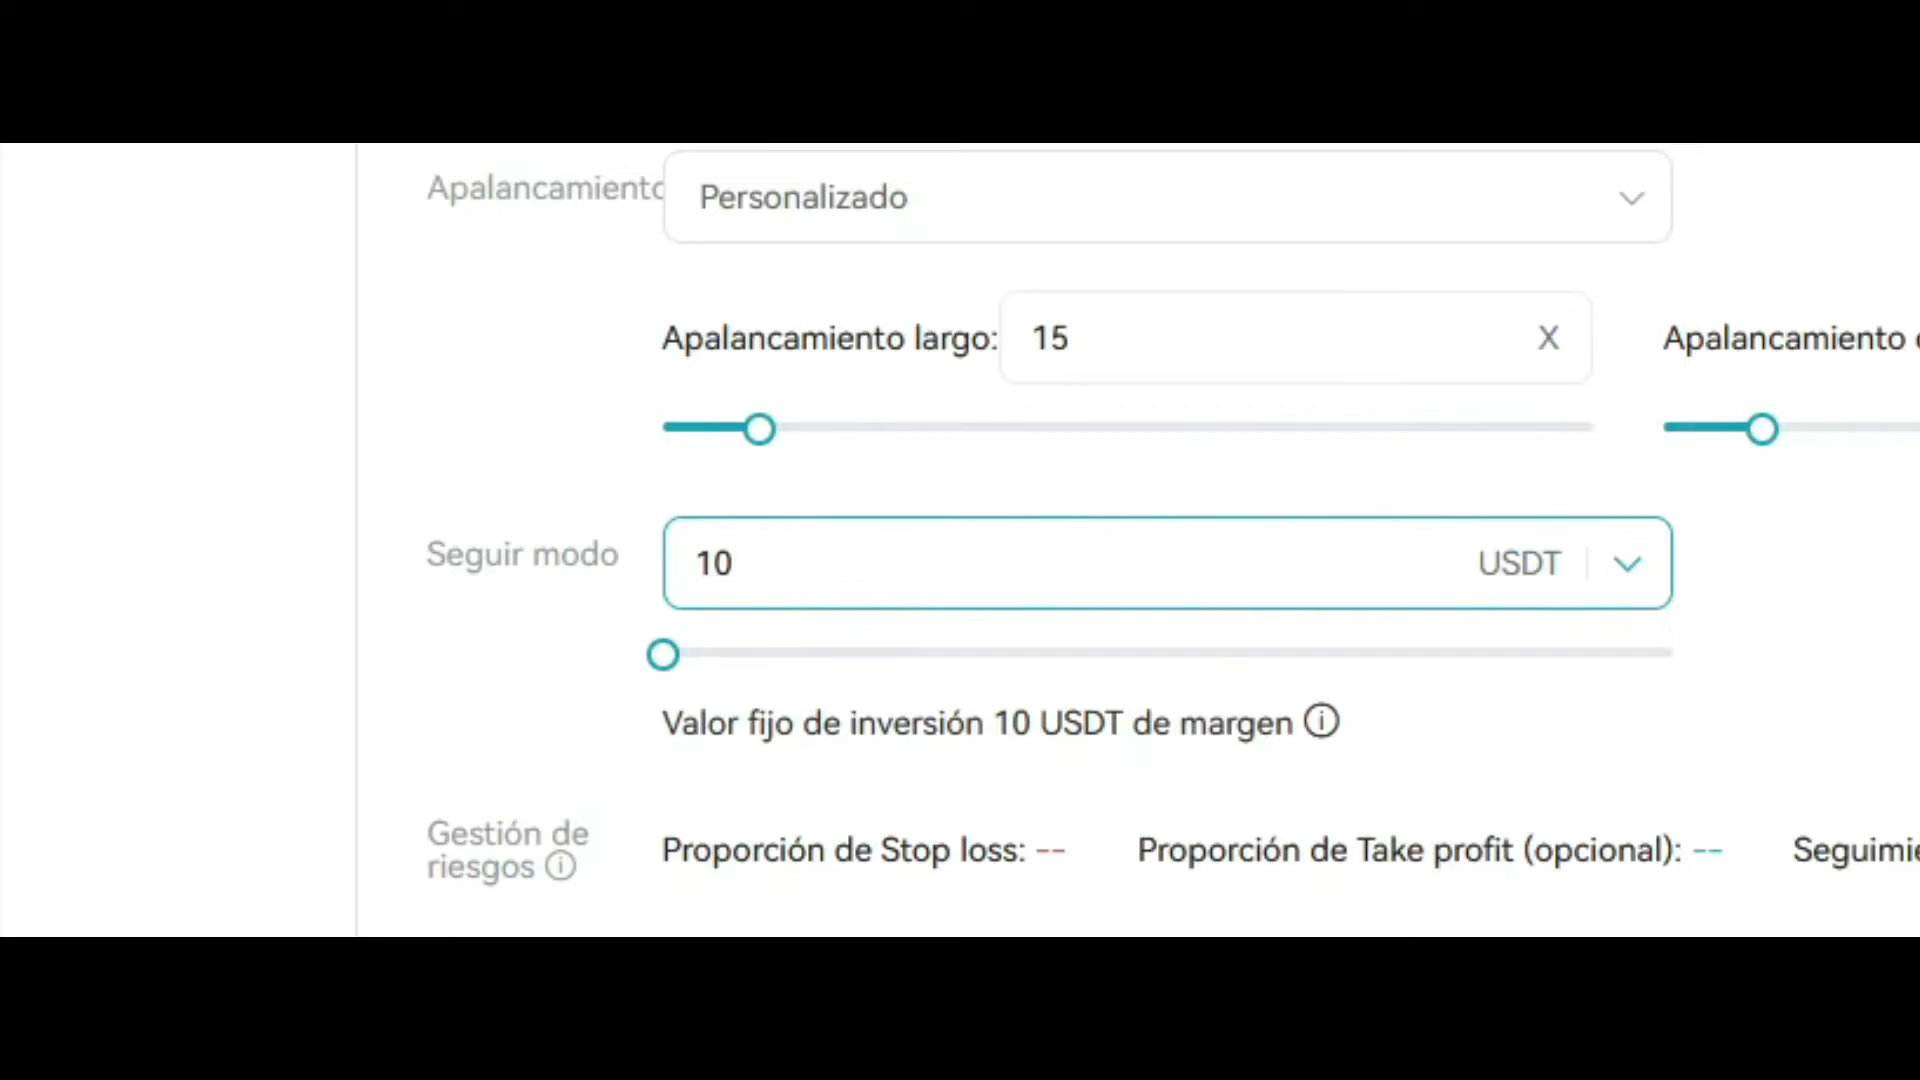 Apalancamiento
Personalizado
Apalancamiento largo: 15 X Apalancamiento
Seguir modo
10 USDT
Valor fijo de inversión 10 USDT de margen
Gestión de
riesgos
Proporción de Stop loss: -- Proporción de Take profit (opcional): --